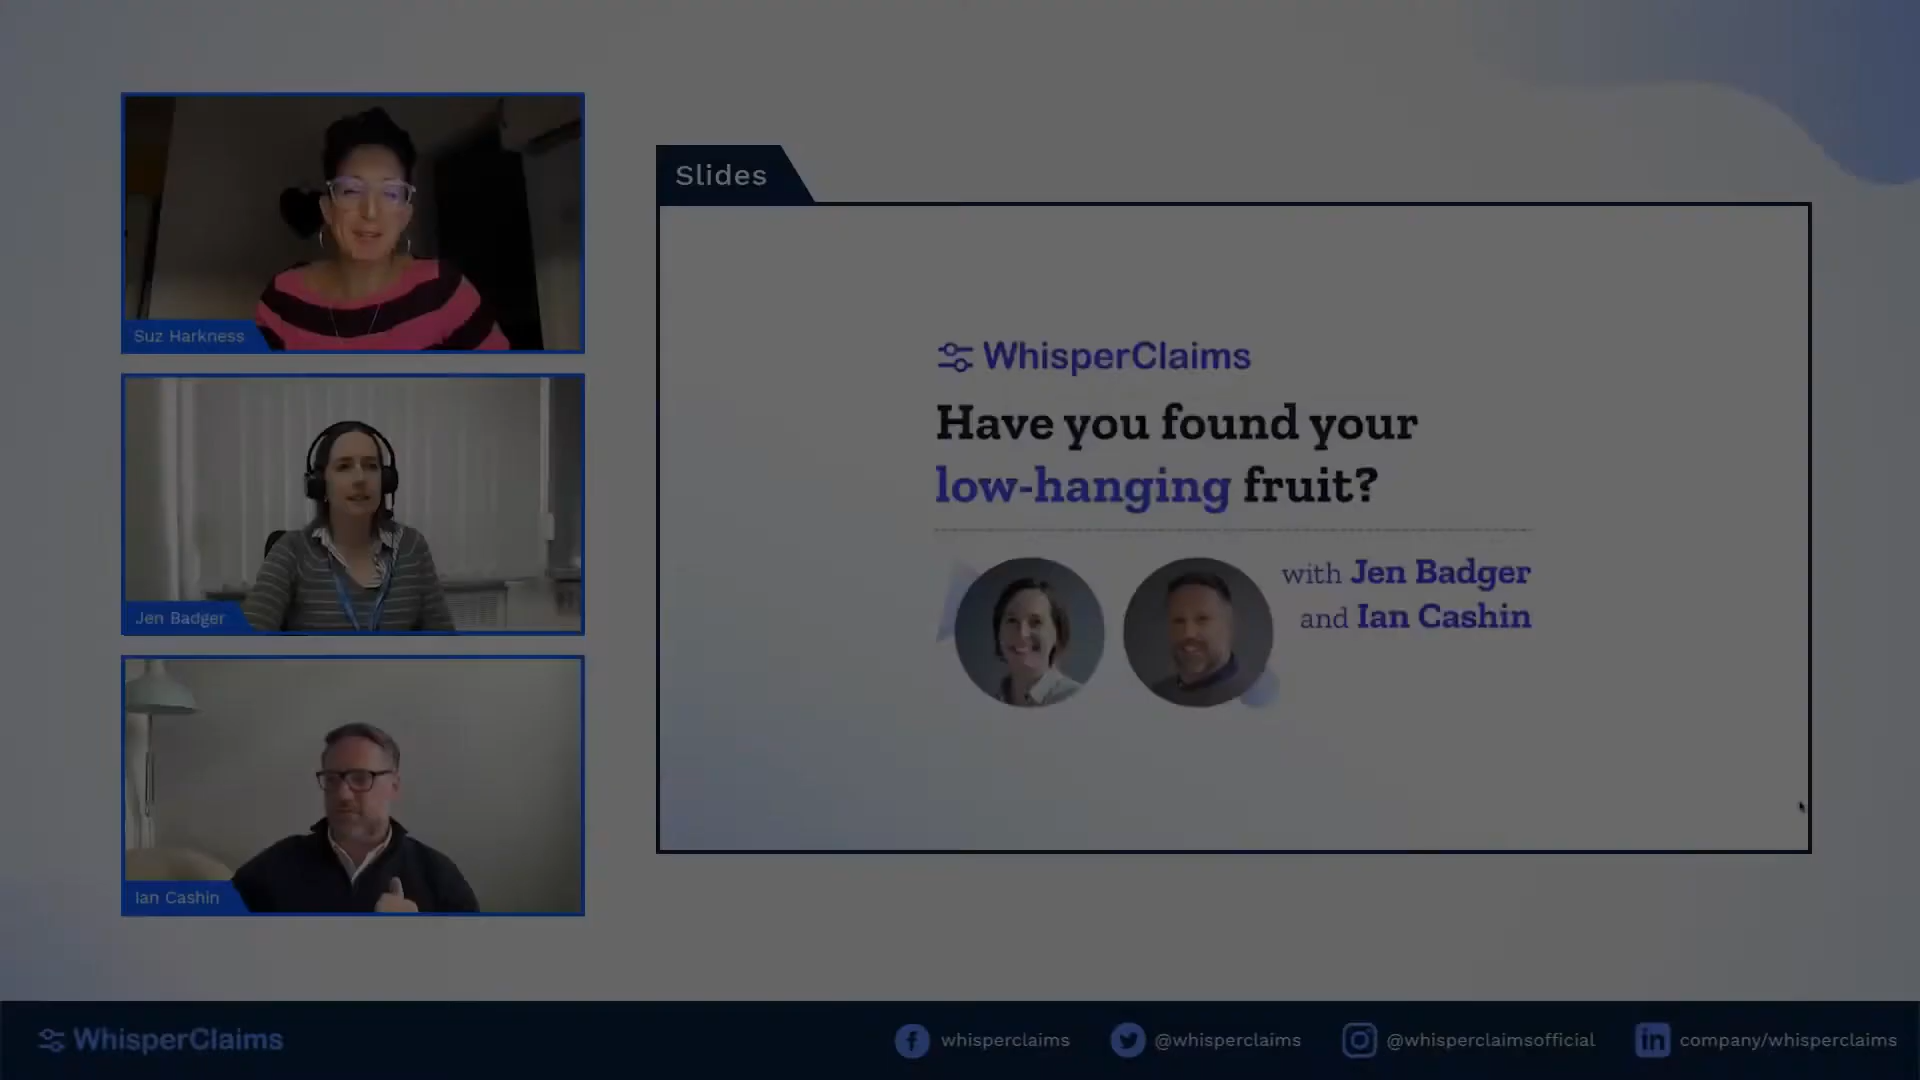 Suz Harkness
Jen Badger
Ian Cashin
Slides
WhisperClaims
Have you found your
low-hanging fruit?
with Jen Badger
and Ian Cashin
WhisperClaims
whisperclaims
@whisperclaims
@whisperclaimsofficial
company/whisperclaims